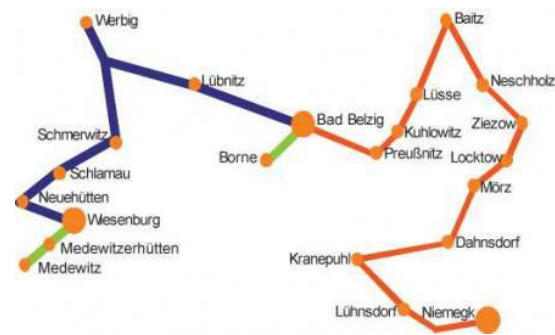 Werbig
Baitz
Lübnitz
Neschholz
Lüsse
Bad Belzig
Ziezow
Schmerwitz
Kuhlowitz
Borne
Preußnitz
Locktow
Schlamau
Mörz
Neuehütten
Wiesenburg
Medewitzerhütten
Dahnsdorf
Medewitz
Kranepuhl
Lühnsdorf
Niemegk